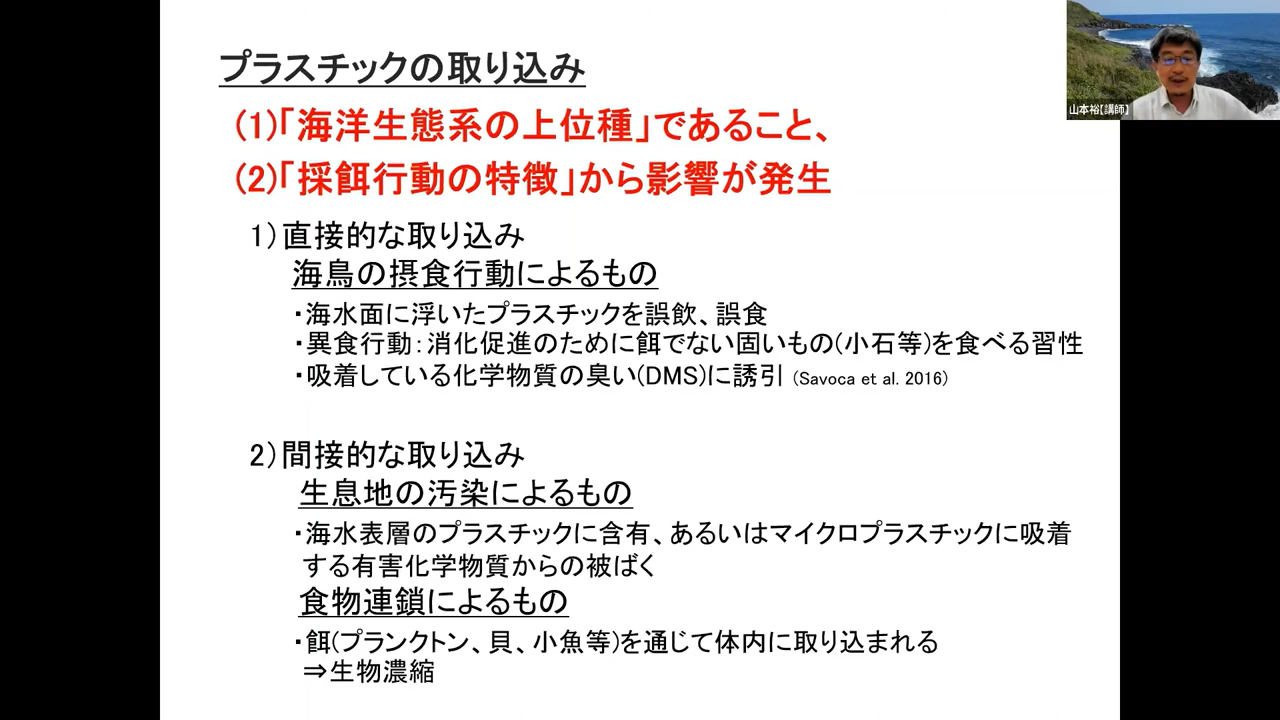 プラスチックの取り込み
(1)「海洋生態系の上位種」であること、
(2)「採餌行動の特徴」から影響が発生
1)直接的な取り込み
海鳥の摂食行動によるもの
・海水面に浮いたプラスチックを誤飲、誤食
・異食行動:消化促進のために餌でない固いもの(小石等)を食べる習性
・吸着している化学物質の臭い(DMS)に誘引 (Savoca et al. 2016)
2)間接的な取り込み
生息地の汚染によるもの
・海水表層のプラスチックに含有、あるいはマイクロプラスチックに吸着
する有害化学物質からの被ばく
食物連鎖によるもの
・餌(プランクトン、貝、小魚等)を通じて体内に取り込まれる
⇒生物濃縮
山本裕【講師】